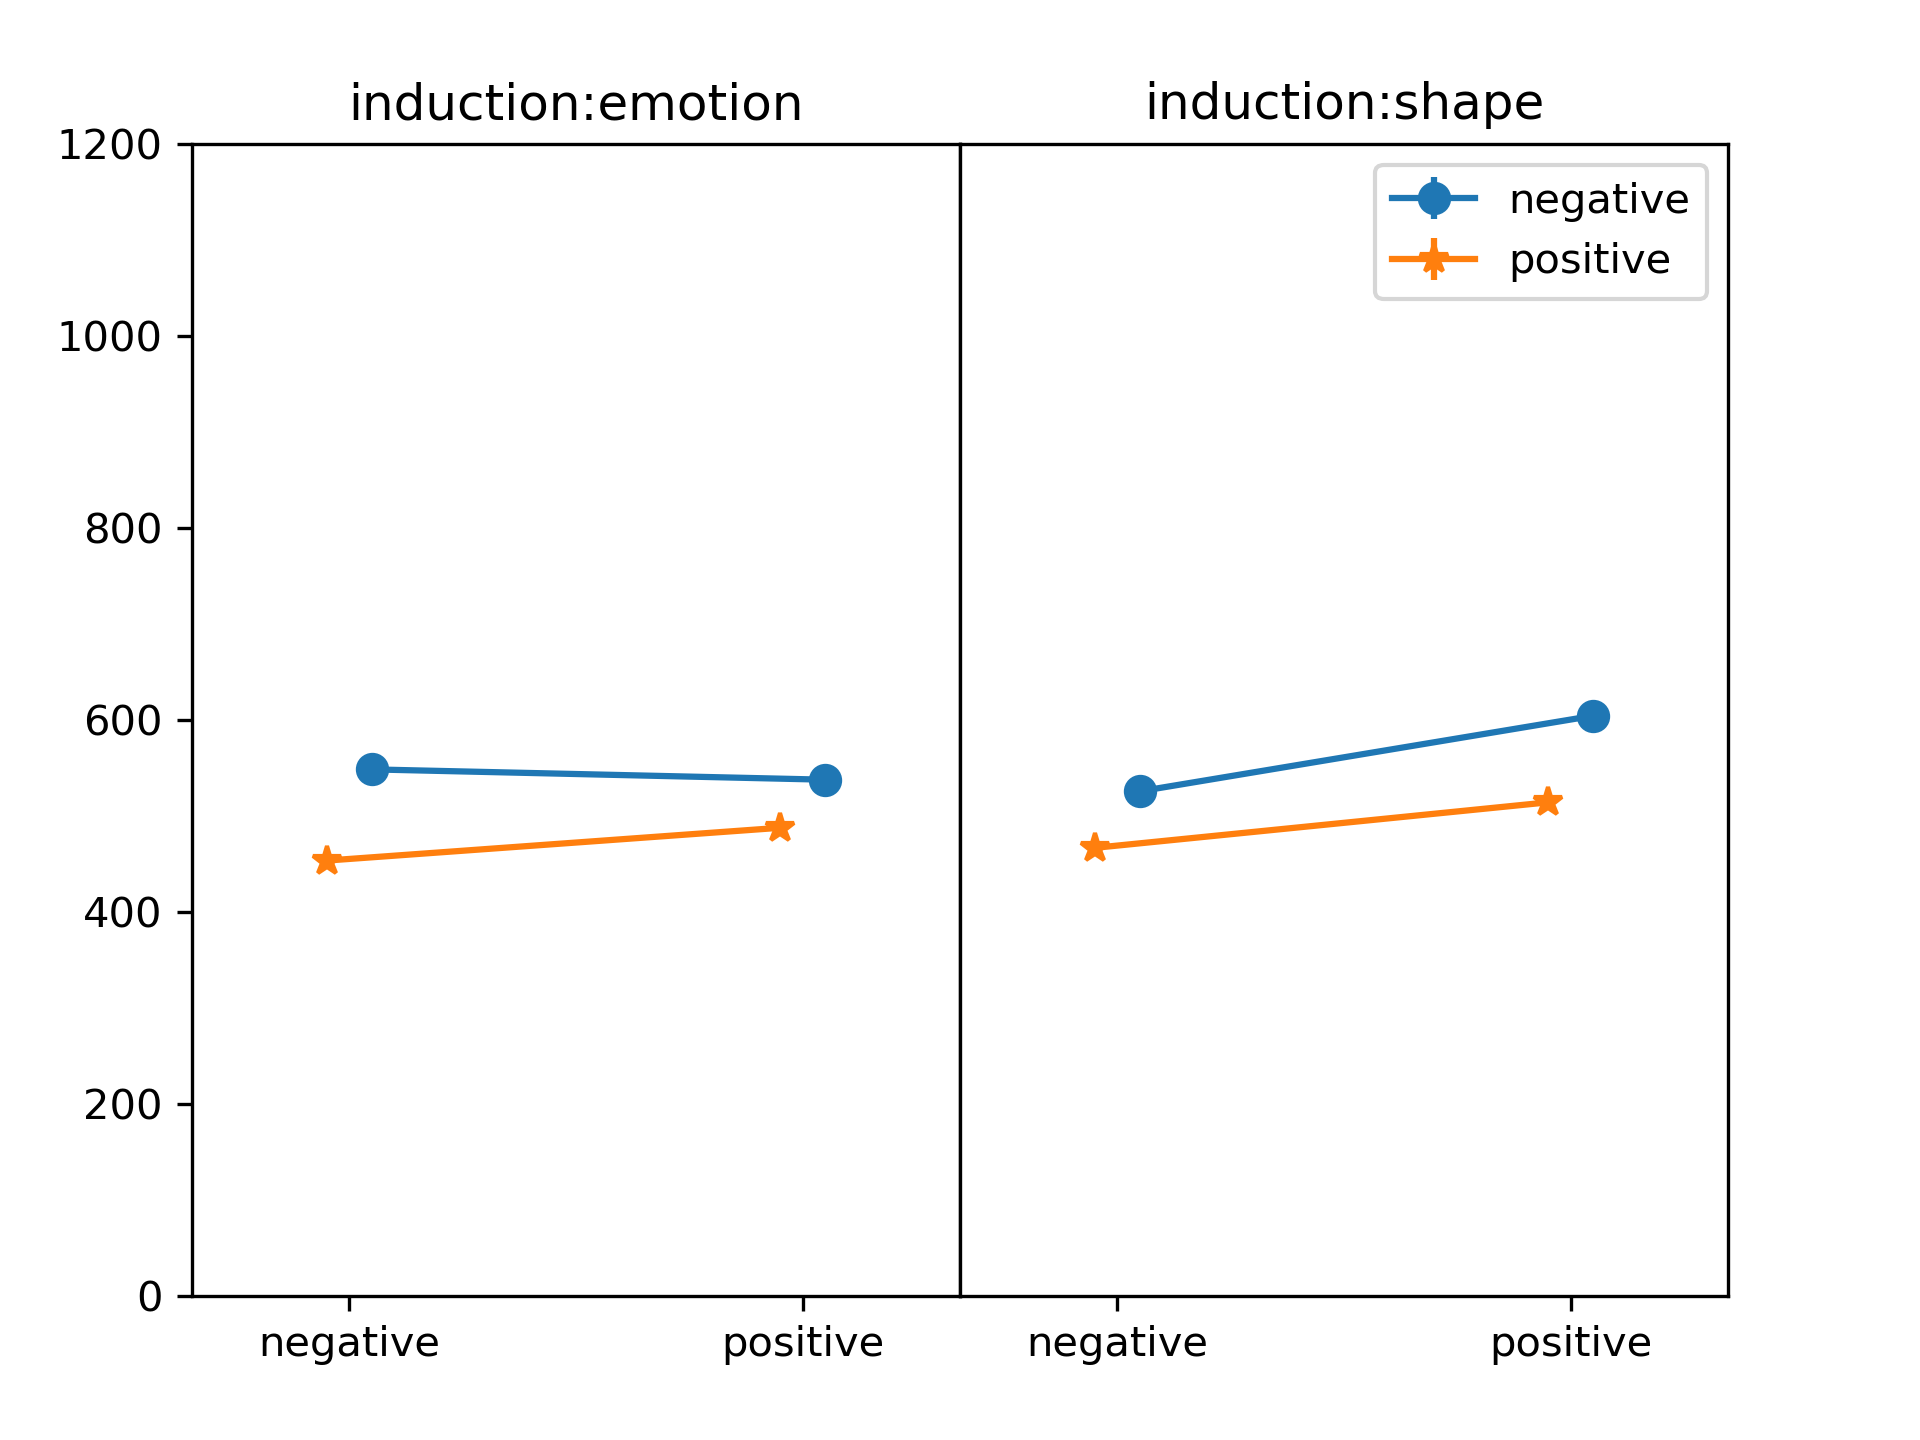 induction:emotion
induction:shape
1200
1000
800
600
400
200
0
negative
positive
negative
positive
negative
positive